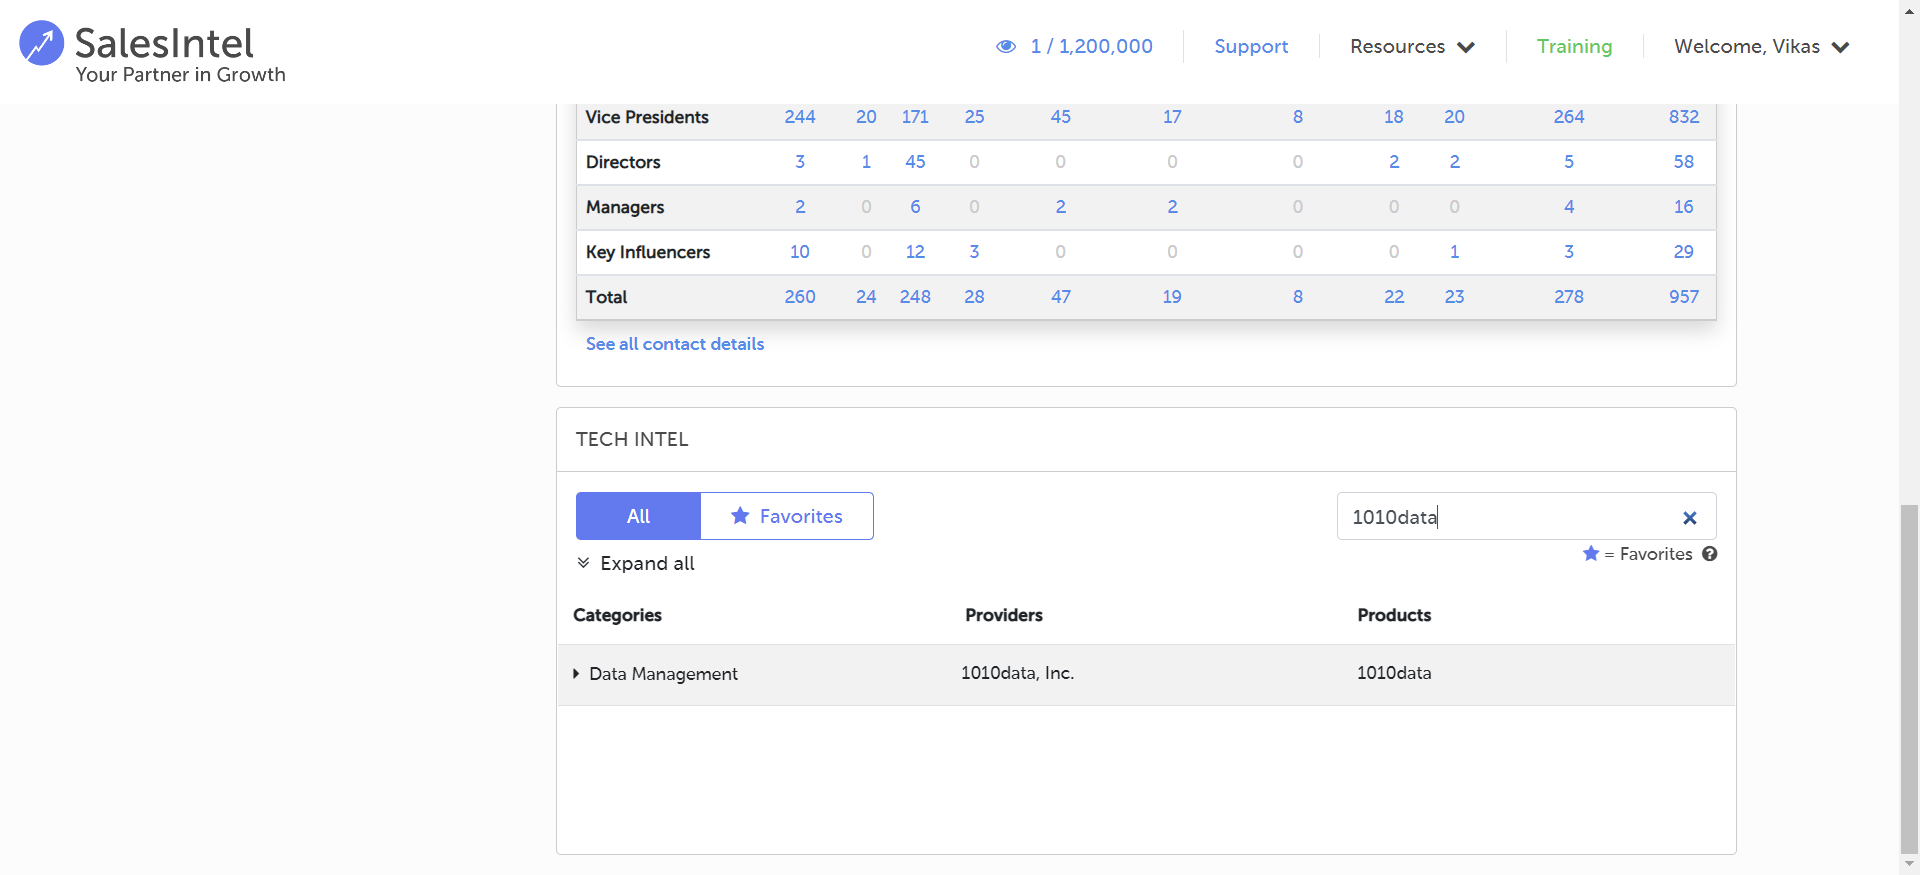 SalesIntel
Your Partner in Growth
1 / 1,200,000
Support
Resources
Training
Welcome, Vikas
Vice Presidents 244 20 171 25 45 17 8 18 20 264 832
Directors 3 1 45 0 0 0 0 2 2 5 58
Managers 2 0 6 0 2 2 0 0 0 4 16
Key Influencers 10 0 12 3 0 0 0 0 1 3 29
Total 260 24 248 28 47 19 8 22 23 278 957
See all contact details
TECH INTEL
All
Favorites
1010data
= Favorites ?
Expand all
Categories Providers Products
Data Management 1010data, Inc. 1010data